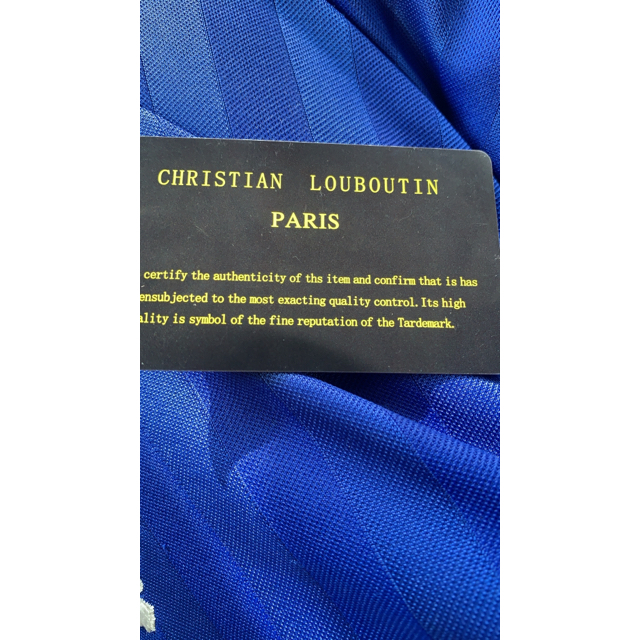 CHRISTIAN LOUBOUTIN
PARIS
certify the authenticity of ths item and confirm that is has
ensubjected to the most exacting quality control. Its high
ality is symbol of the fine reputation of the Tardemark.